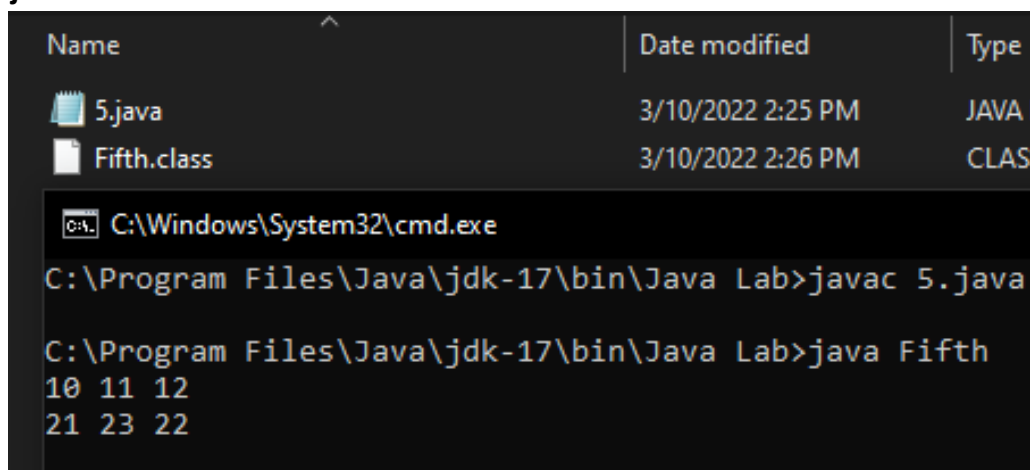 Name Date modified Type
5.java 3/10/2022 2:25 PM JAVA
Fifth.class 3/10/2022 2:26 PM CLAS
C:\Windows\System32\cmd.exe
C:\Program Files\Java\jdk-17\bin\Java Lab>javac 5.java
C:\Program Files\Java\jdk-17\bin\Java Lab>java Fifth
10 11 12
21 23 22